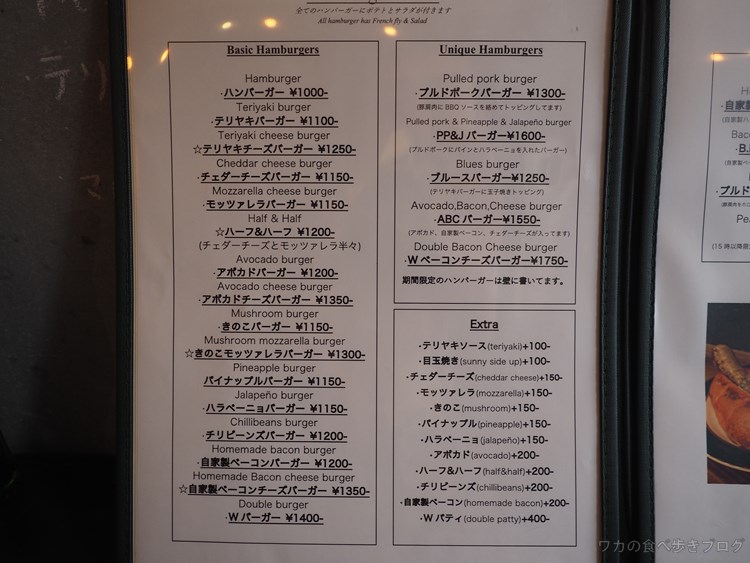 全てのハンバーガーにポテトとサラダが付きます
All hamburger has French fly & Salad
Basic Hamburgers
Hamburger
・ハンバーガー ¥1000-
Teriyaki burger
・テリヤキバーガー ¥1100-
Teriyaki cheese burger
☆テリヤキチーズバーガー ¥1250-
Cheddar cheese burger
・チェダーチーズバーガー ¥1150-
Mozzarella cheese burger
・モッツァレラバーガー ¥1150-
Half & Half
☆ハーフ&ハーフ ¥1200-
(チェダーチーズとモッツァレラ半々)
Avocado burger
・アボカドバーガー ¥1200-
Avocado cheese burger
・アボカドチーズバーガー ¥1350-
Mushroom burger
・きのこバーガー ¥1150-
Mushroom mozzarella burger
☆きのこモッツァレラバーガー ¥1300-
Pineapple burger
パイナップルバーガー ¥1150-
Jalapeño burger
・ハラペーニョバーガー ¥1150-
Chillibeans burger
・チリビーンズバーガー ¥1200-
Homemade bacon burger
・自家製ベーコンバーガー ¥1200-
Homemade Bacon cheese burger
☆自家製ベーコンチーズバーガー ¥1350-
Double burger
・W バーガー ¥1400-
Unique Hamburgers
Pulled pork burger
・プルドポークバーガー ¥1300-
(豚肩肉に BBQ ソースを絡めてトッピングしてます)
Pulled pork & Pineapple & Jalapeño burger
・PP&J バーガー¥1600-
(プルドポークにパインとハラペーニョを入れたバーガー)
Blues burger
・ブルースバーガー¥1250-
(テリヤキバーガーに玉子焼きトッピング)
Avocado,Bacon,Cheese burger
・ABC バーガー¥1550-
(アボカド、自家製ベーコン、チェダーチーズが入ってます)
Double Bacon Cheese burger
・W ベーコンチーズバーガー¥1750-
期間限定のハンバーガーは壁に書いてます。
Extra
・テリヤキソース(teriyaki)+100-
・目玉焼き(sunny side up)+100-
・チェダーチーズ(cheddar cheese)+150-
・モッツァレラ(mozzarella)+150-
・きのこ(mushroom)+150-
・パイナップル(pineapple)+150-
・ハラペーニョ(jalapeño)+150-
・アボカド(avocado)+200-
・ハーフ&ハーフ(half&half)+200-
・チリビーンズ(chillibeans)+200-
・自家製ベーコン(homemade bacon)+200-
・W パティ(double patty)+400-
・自家製
(自家製ハ
Baco
・B.
(自家製ベー
Pulle
プルド
Pe
(15 時以降限
ワカの食べ歩きブログ